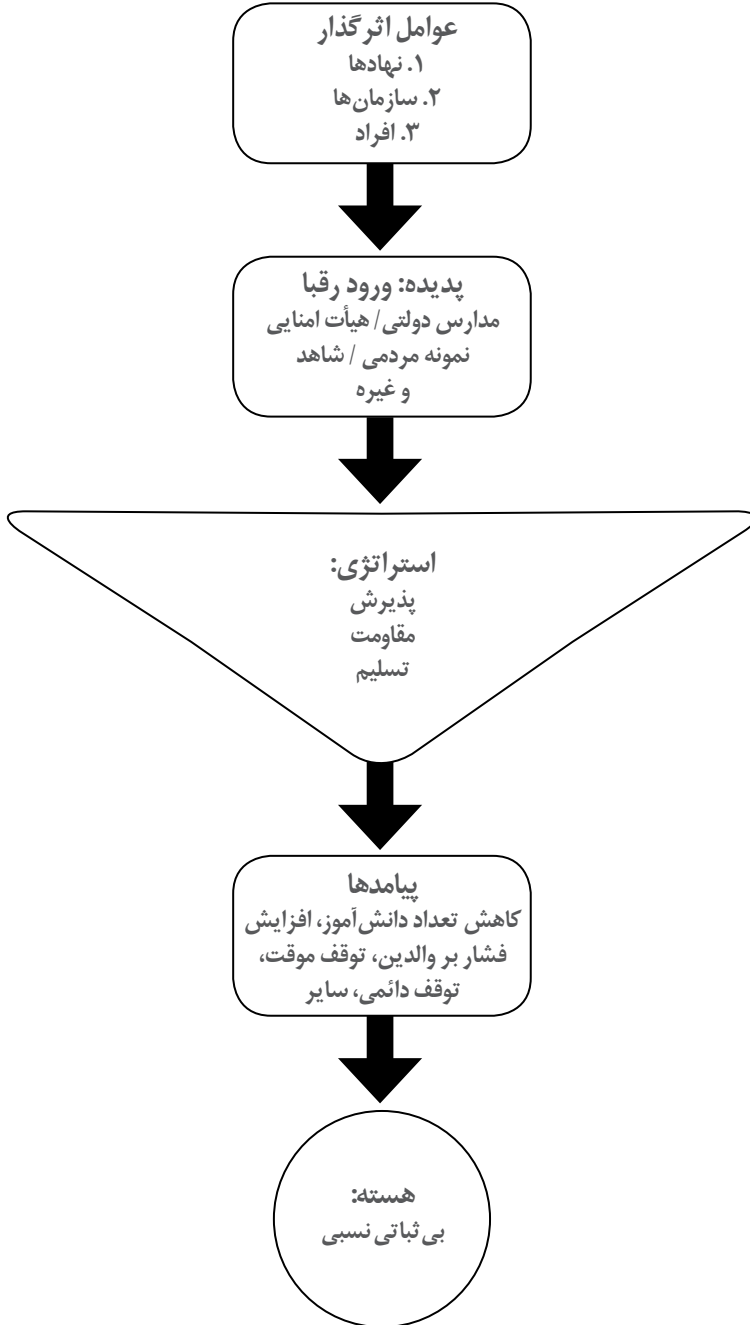 عوامل اثرگذار
۱. نهادها
۲. سازمان‌ها
۳. افراد
پدیده: ورود رقبا
مدارس دولتی/ هیأت امنایی
نمونه مردمی / شاهد
و غیره
استراتژی:
پذیرش
مقاومت
تسلیم
پیامدها
کاهش تعداد دانش‌آموز، افزایش
فشار بر والدین، توقف موقت،
توقف دائمی، سایر
هسته:
بی‌ثباتی نسبی